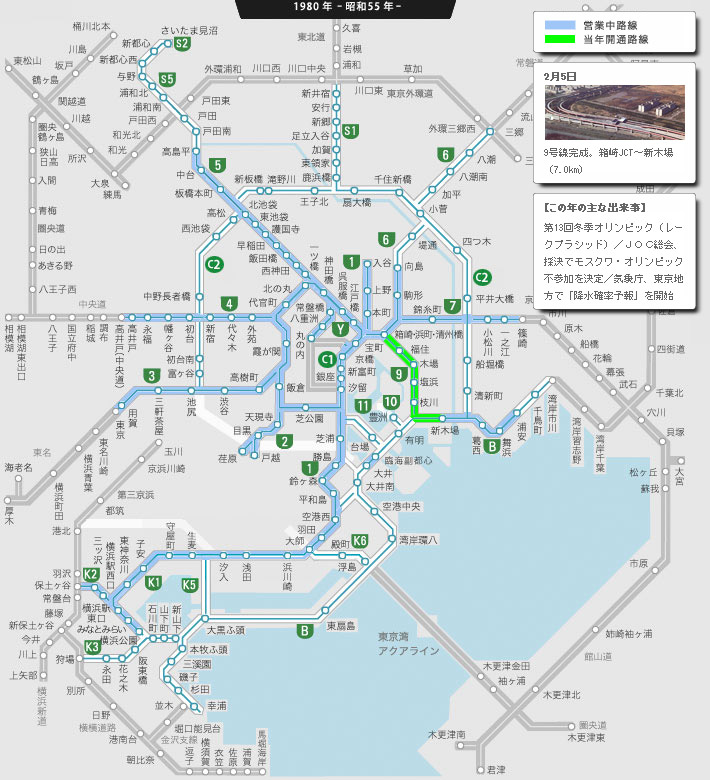 1980年 -昭和55年-
営業中路線
当年開通路線
2月5日
9号線完成。箱崎JCT～新木場
（7.0km）
【この年の主な出来事】
第13回冬季オリンピック（レー
クプラシッド）／ＪＯＣ総会、
採決でモスクワ・オリンピック
不参加を決定／気象庁、東京地
方で「降水確率予報」を開始
桶川北本
さいたま見沼
久喜
東北道
岩槻
浦和
新都心
S2
川島
新都心西
坂戸
与野
S5
東松山
鶴ヶ島
浦和北
外環浦和
川口西
川口中央
草加
東京外環道
常磐道
関越道
浦和南
戸田東
新井宿
川越
戸田西
戸田
安行
外環三郷西
流山
圏央
鶴ヶ島
戸田南
新郷
S1
三郷
和光北
足立入谷
狭山
日高
所沢
和光
高島平
加賀
6
八潮
中台
5
東領家
八潮南
入間
大泉
練馬
板橋本町
新板橋
滝野川
鹿浜橋
千住新橋
加平
成田
青梅
王子北
扇大橋
小菅
圏央道
高松
北池袋
東池袋
西池袋
護国寺
6
堤通
四つ木
日の出
早稲田
一ツ橋
神田橋
1
入谷
向島
あきる野
飯田橋
呉服橋
江戸橋
C2
C2
西神田
上野
八王子西
北の丸
駒形
平井大橋
中央道
中野長者橋
代官町
常盤橋
八重洲
本町
錦糸町
7
4
相模湖
相模湖東出口
八王子
国立府中
稲城
調布
高井戸(中央道)
高井戸
永福
幡ヶ谷
初台
新宿
代々木
外苑
丸の内
Y
箱崎・浜町・清洲橋
小松川
一之江
篠崎
京葉道
原木
初台南
霞が関
C1
宝町
福住
船橋
富ヶ谷
銀座
京橋
木場
船堀橋
花輪
四街道
3
高樹町
新富町
9
塩浜
幕張
飯倉
汐留
10
枝川
清新町
武石
千葉北
用賀
三軒茶屋
池尻
渋谷
天現寺
芝公園
11
豊洲
新木場
葛西
舞浜
浦安
千鳥町
湾岸市川
穴川
東京
目黒
2
芝浦
台場
有明
B
湾岸習志野
湾岸千葉
貝塚
東名
東名川崎
玉川
荏原
戸越
勝島
臨海副都心
大宮
横浜青葉
京浜川崎
1
大井
松ヶ丘
海老名
鈴ヶ森
大井南
蘇我
横浜町田
第三京浜
平和島
厚木
都筑
空港西
空港中央
港北
守屋町
生麦
羽田
子安
大師
K6
湾岸環八
東神奈川
殿町
市原
三ッ沢
横浜駅西口
羽沢
K2
K1
K5
汐入
浅田
浜川崎
浮島
保土ヶ谷
常盤台
横浜駅
東口
石川町
山下町
新山下
藤塚
みなとみらい
大黒ふ頭
B
東扇島
新保土ヶ谷
横浜公園
東京湾
アクアライン
姉崎袖ヶ浦
今井
K3
本牧ふ頭
館山道
川上
狩場
永田
花之木
阪東橋
三溪園
木更津金田
上矢部
磯子
袖ヶ浦
横浜新道
別所
杉田
木更津北
日野
並木
幸浦
横横道路
堀口能見台
圏央道
港南台
金沢支線
木更津南
木更津東
朝比奈
逗子
横須賀
衣笠
佐原
浦賀
馬堀海岸
君津